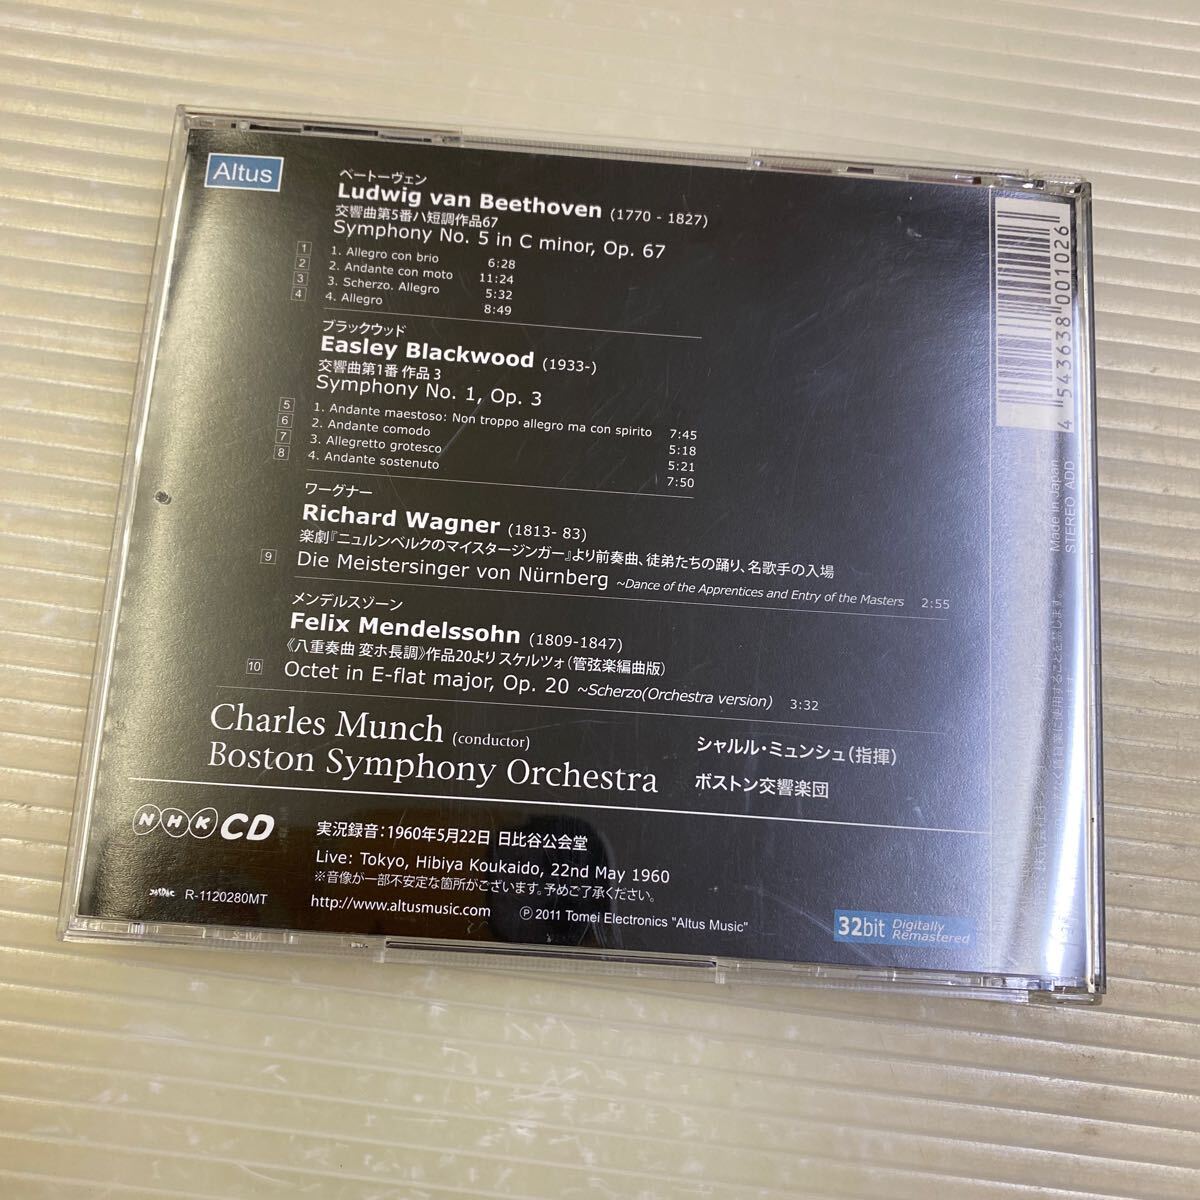 Altus
ベートーヴェン
Ludwig van Beethoven (1770 - 1827)
交響曲第5番ハ短調作品67
Symphony No. 5 in C minor, Op. 67
1 1. Allegro con brio 6:28
2 2. Andante con moto 11:24
3 3. Scherzo. Allegro 5:32
4 4. Allegro 8:49
ブラックウッド
Easley Blackwood (1933-)
交響曲第1番 作品 3
Symphony No. 1, Op. 3
5 1. Andante maestoso: Non troppo allegro ma con spirito 7:45
6 2. Andante comodo 5:18
7 3. Allegretto grotesco 5:21
8 4. Andante sostenuto 7:50
ワーグナー
Richard Wagner (1813- 83)
楽劇『ニュルンベルクのマイスタージンガー』より前奏曲、徒弟たちの踊り、名歌手の入場
9 Die Meistersinger von Nürnberg ~Dance of the Apprentices and Entry of the Masters 2:55
メンデルスゾーン
Felix Mendelssohn (1809-1847)
《八重奏曲 変ホ長調》作品20より スケルツォ（管弦楽編曲版）
10 Octet in E-flat major, Op. 20 ~Scherzo(Orchestra version) 3:32
Charles Munch (conductor) シャルル・ミュンシュ（指揮）
Boston Symphony Orchestra ボストン交響楽団
NHK CD
実況録音：1960年5月22日 日比谷公会堂
Live: Tokyo, Hibiya Koukaido, 22nd May 1960
※音像が一部不安定な箇所がございます。予めご了承ください。
JASRAC R-1120280MT
http://www.altusmusic.com
Ⓟ 2011 Tomei Electronics "Altus Music"
32bit Digitally Remastered
4 543638 001026
Made in Japan
STEREO ADD